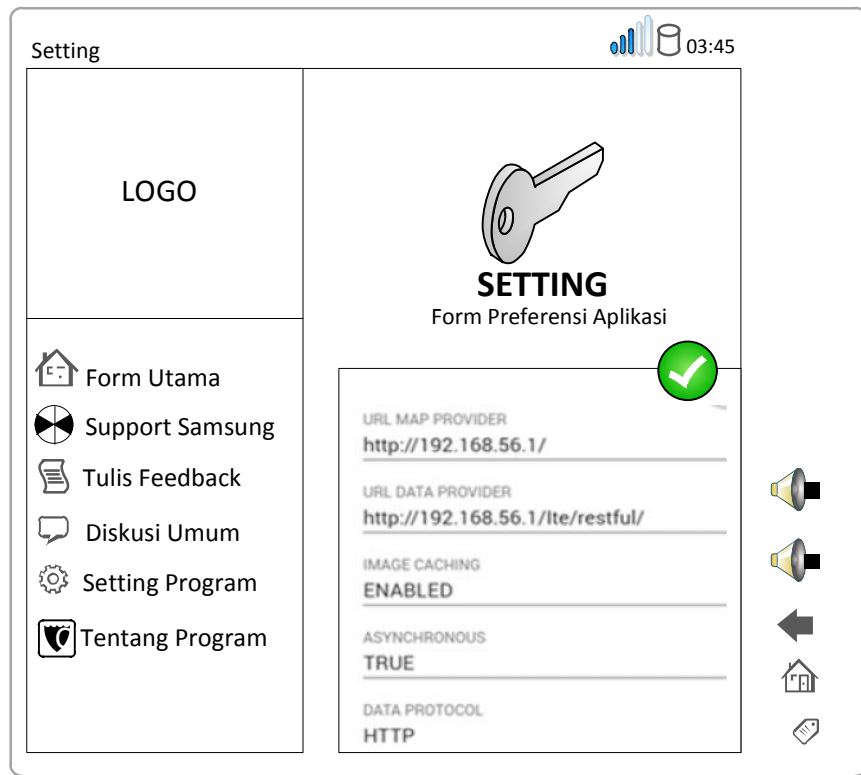 Setting
03:45
LOGO
Form Utama
Support Samsung
Tulis Feedback
Diskusi Umum
Setting Program
Tentang Program
SETTING
Form Preferensi Aplikasi
URL MAP PROVIDER
http://192.168.56.1/
URL DATA PROVIDER
http://192.168.56.1/lte/restful/
IMAGE CACHING
ENABLED
ASYNCHRONOUS
TRUE
DATA PROTOCOL
HTTP